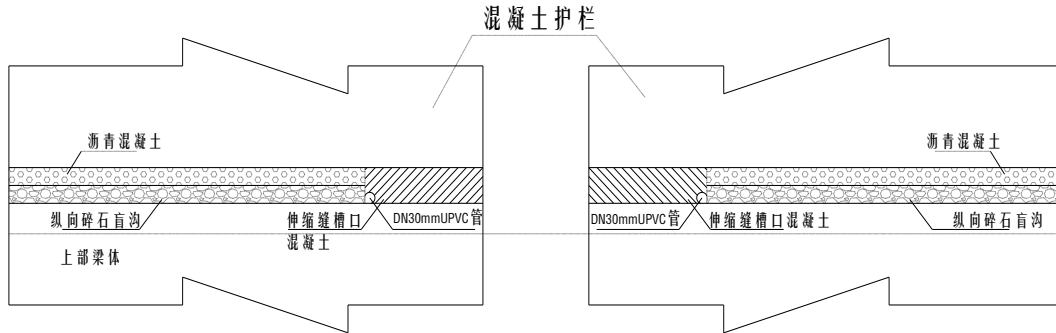 混凝土护栏
沥青混凝土
沥青混凝土
纵向碎石盲沟
伸缩缝槽口
混凝土
DN30mmUPVC管
DN30mmUPVC管
伸缩缝槽口混凝土
纵向碎石盲沟
上部梁体